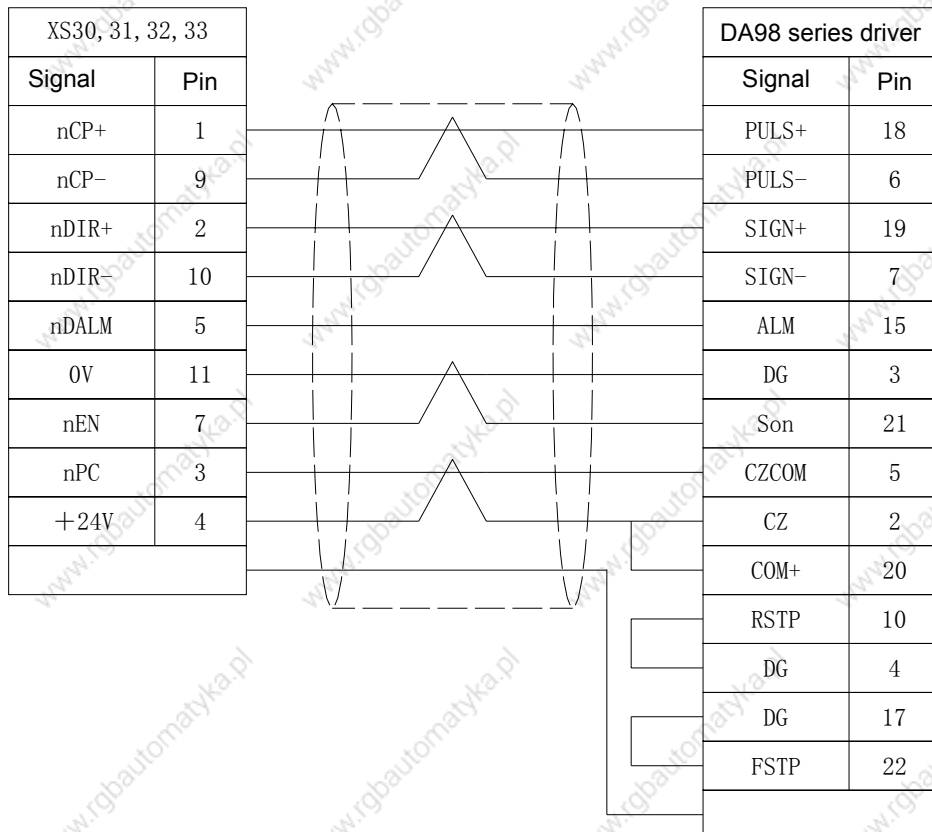 XS30, 31, 32, 33
Signal Pin
nCP+ 1
nCP- 9
nDIR+ 2
nDIR- 10
nDALM 5
0V 11
nEN 7
nPC 3
+24V 4
DA98 series driver
Signal Pin
PULS+ 18
PULS- 6
SIGN+ 19
SIGN- 7
ALM 15
DG 3
Son 21
CZCOM 5
CZ 2
COM+ 20
RSTP 10
DG 4
DG 17
FSTP 22
www.rgbautomatyka.pl